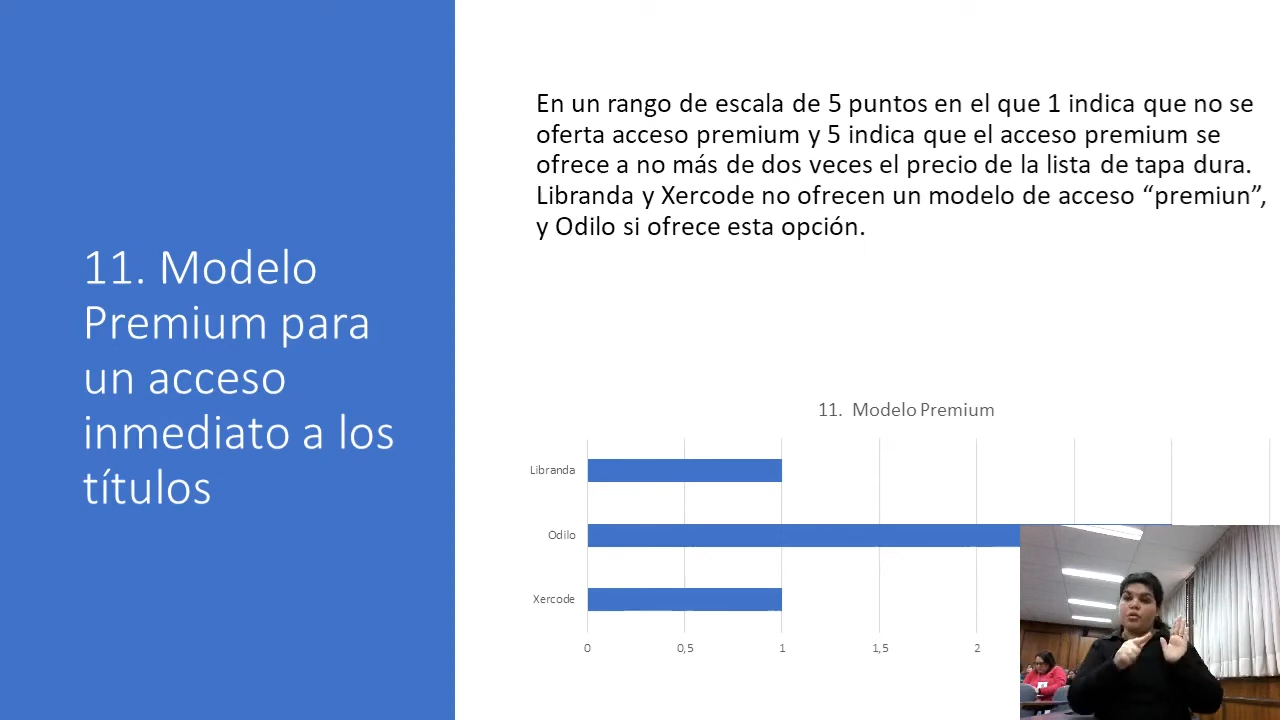 11. Modelo
Premium para
un acceso
inmediato a los
títulos
En un rango de escala de 5 puntos en el que 1 indica que no se
oferta acceso premium y 5 indica que el acceso premium se
ofrece a no más de dos veces el precio de la lista de tapa dura.
Libranda y Xercode no ofrecen un modelo de acceso “premiun”,
y Odilo si ofrece esta opción.
11. Modelo Premium
Libranda
Odilo
Xercode
0 0,5 1 1,5 2